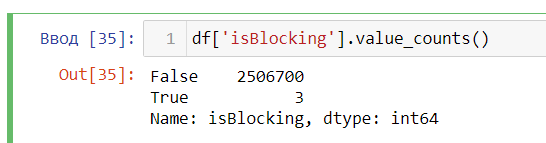 Ввод [35]: 1 df['isBlocking'].value_counts()
Out[35]: False 2506700
True 3
Name: isBlocking, dtype: int64